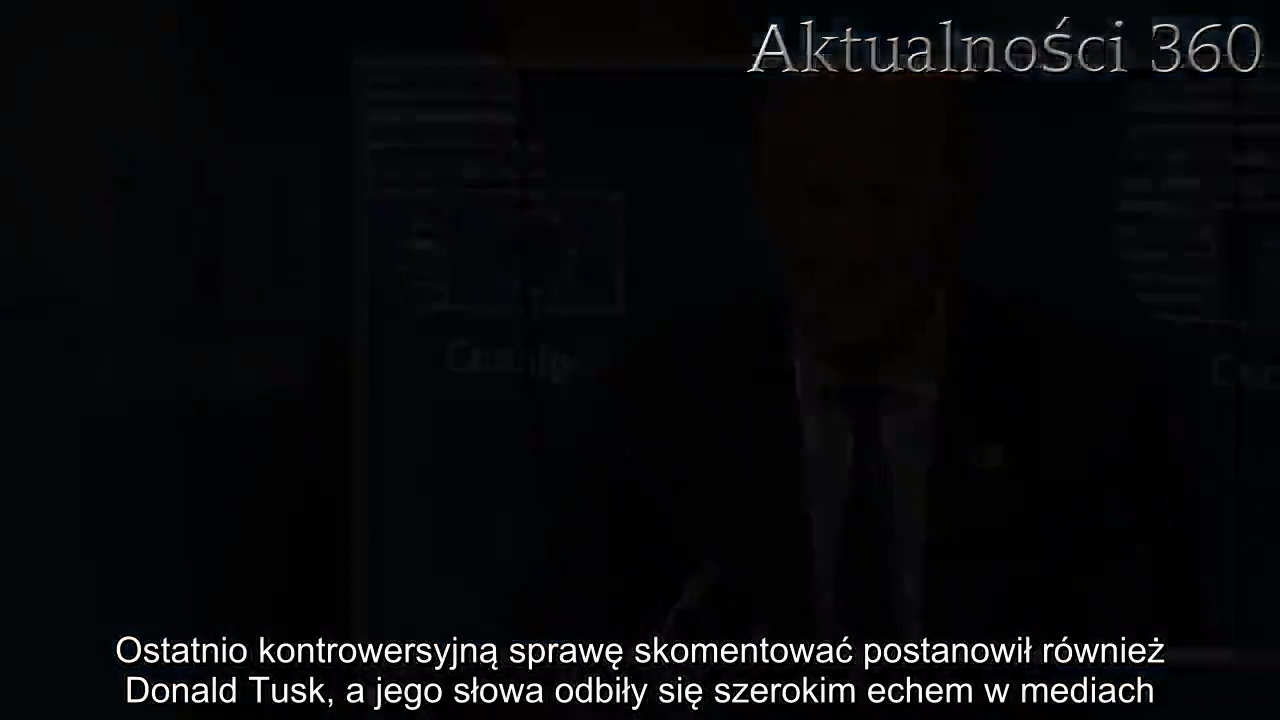 Aktualności 360
Ostatnio kontrowersyjną sprawę skomentować postanowił również
Donald Tusk, a jego słowa odbiły się szerokim echem w mediach